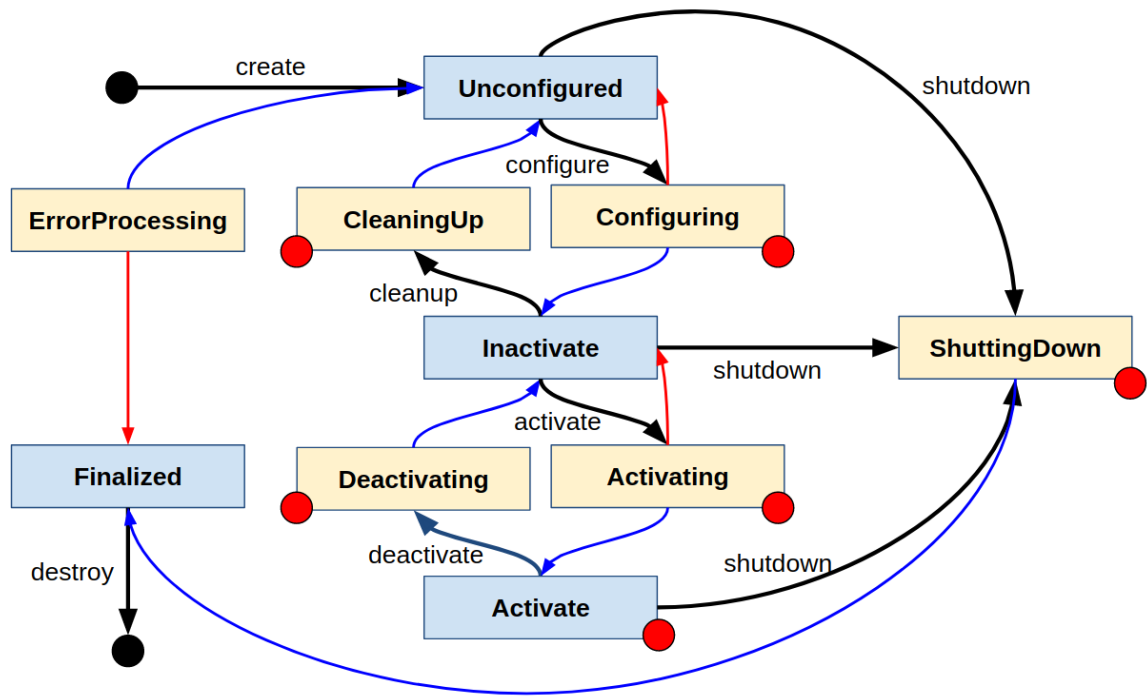 create
Unconfigured
shutdown
configure
ErrorProcessing
CleaningUp
Configuring
cleanup
Inactivate
shutdown
ShuttingDown
activate
Finalized
Deactivating
Activating
deactivate
shutdown
destroy
Activate